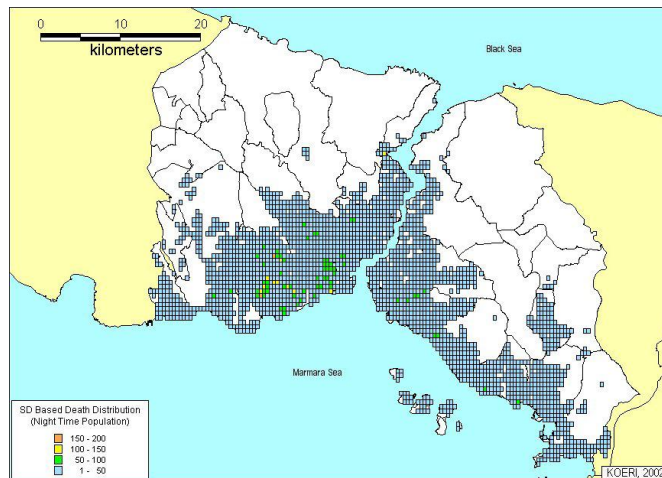 0 10 20
kilometers
Black Sea
Marmara Sea
SD Based Death Distribution
(Night Time Population)
150 - 200
100 - 150
50 - 100
1 - 50
KOERI, 2002